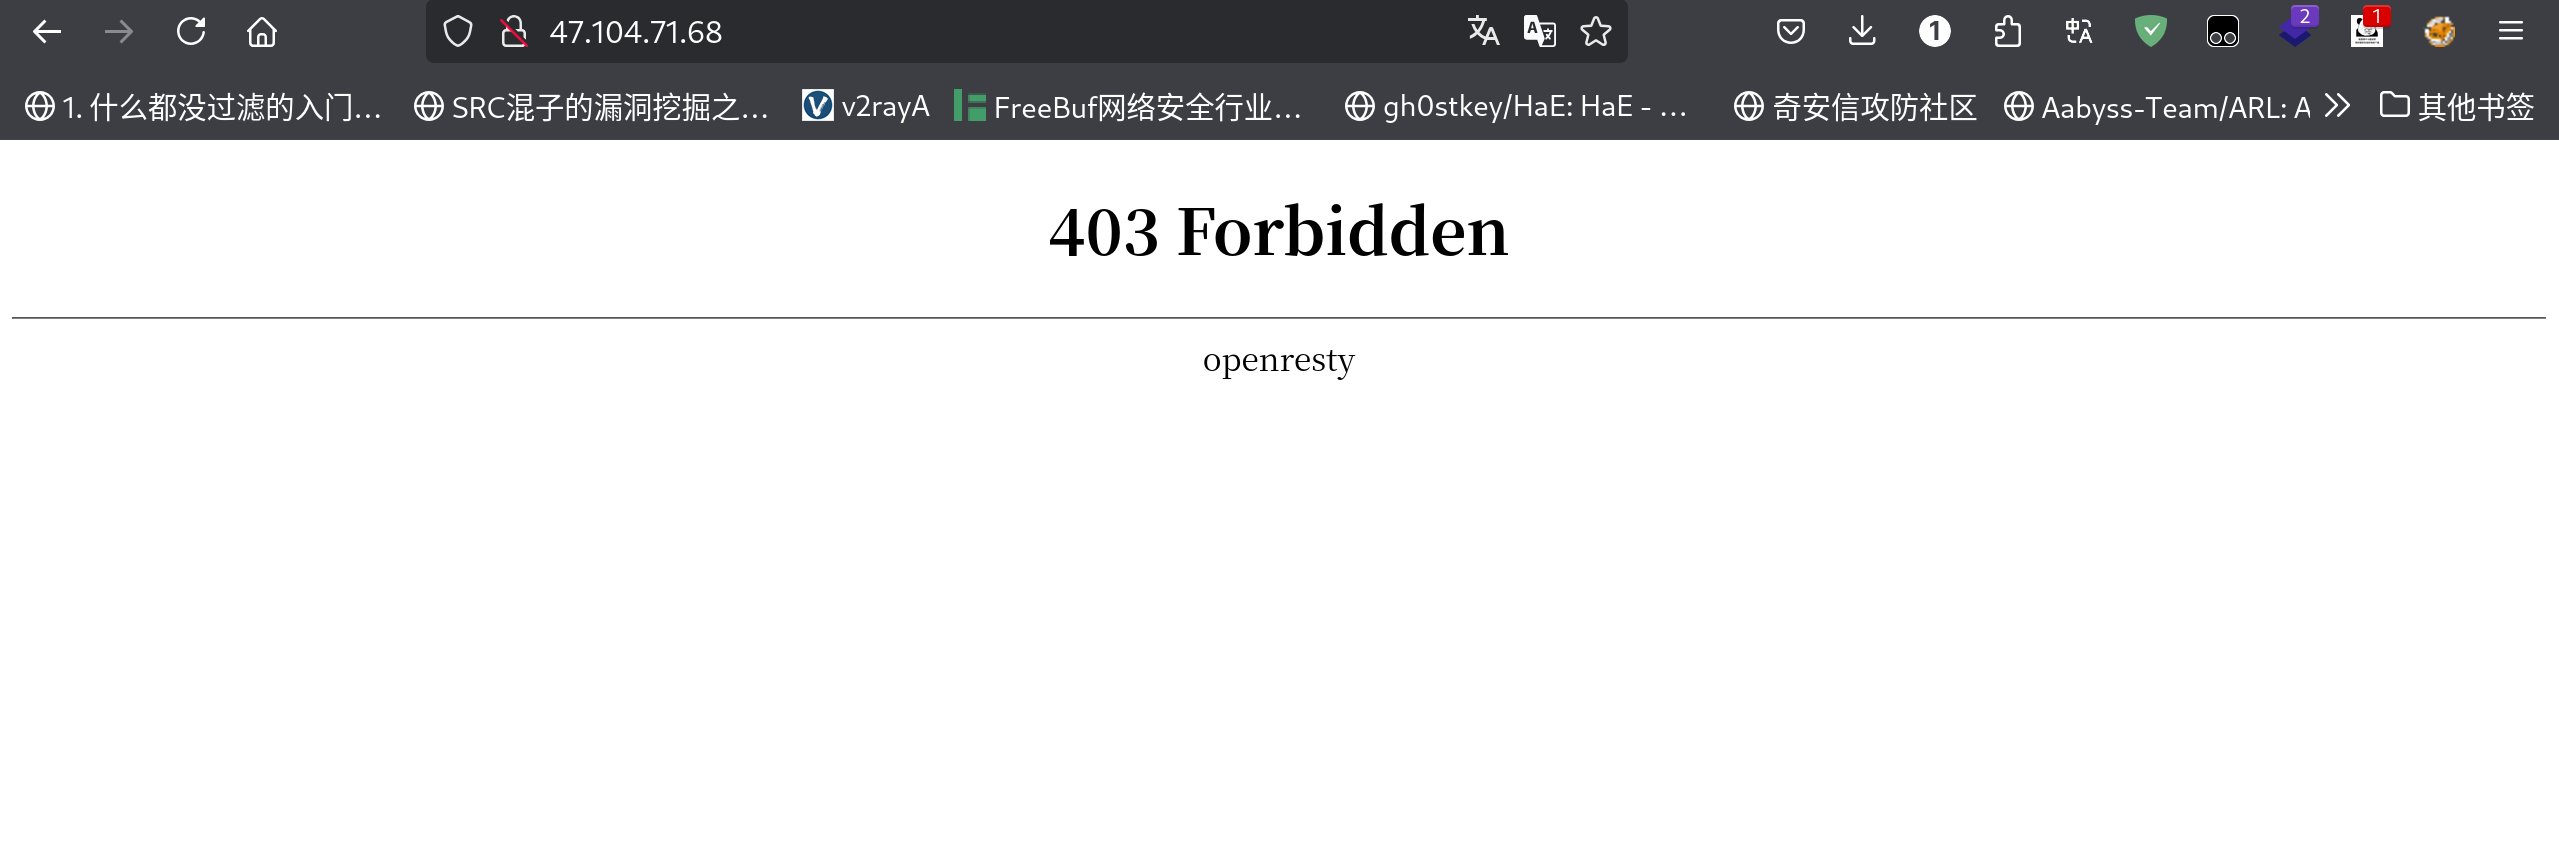 47.104.71.68
1
2
1
1. 什么都没过滤的入门...
SRC混子的漏洞挖掘之...
v2rayA
FreeBuf网络安全行业...
gh0stkey/HaE: HaE - ...
奇安信攻防社区
Aabyss-Team/ARL: A
其他书签
403 Forbidden
openresty